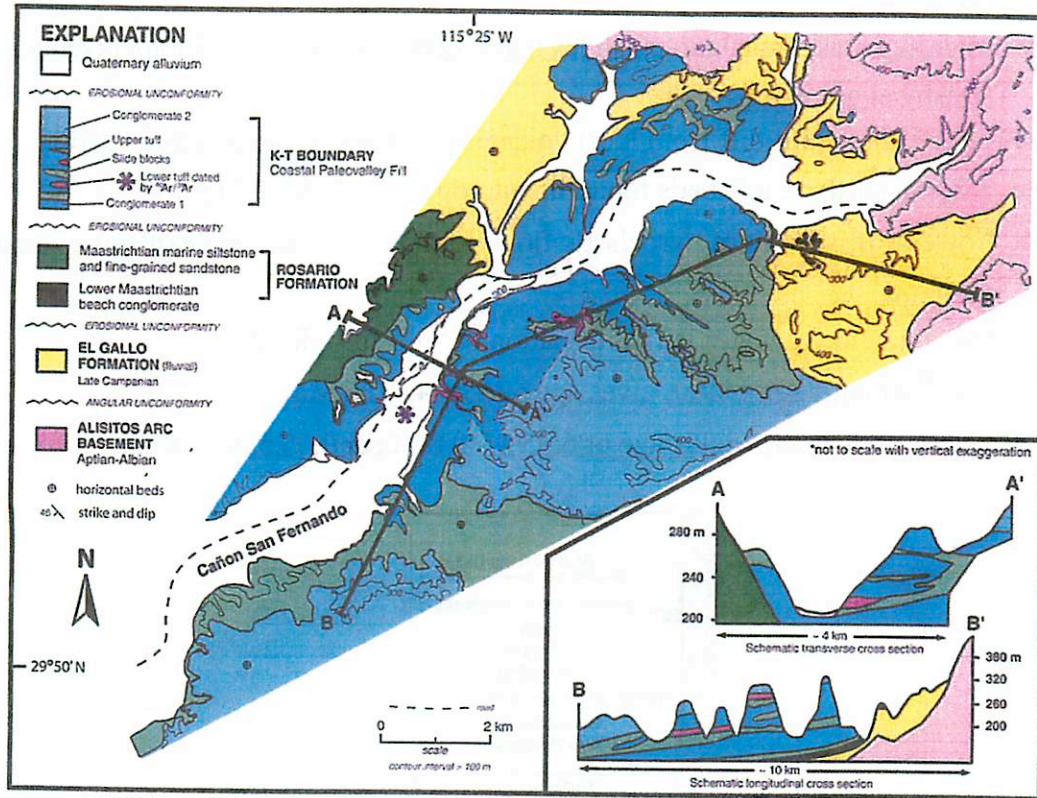 EXPLANATION
Quaternary alluvium
EROSIONAL UNCONFORMITY
Conglomerate 2
Upper tuff
Slide blocks
Lower tuff dated
by ⁴⁰Ar/³⁹Ar
Conglomerate 1
K-T BOUNDARY
Coastal Paleovalley Fill
EROSIONAL UNCONFORMITY
Maastrichtian marine siltstone
and fine-grained sandstone
Lower Maastrichtian
beach conglomerate
ROSARIO
FORMATION
EROSIONAL UNCONFORMITY
EL GALLO
FORMATION (fluvial)
Late Campanian
ANGULAR UNCONFORMITY
ALISITOS ARC
BASEMENT
Aptian-Albian
horizontal beds
strike and dip
N
29°50' N
115°25' W
A
A'
B
B'
300
300
400
300
400
Cañon San Fernando
road
0 2 km
scale
contour interval = 100 m
*not to scale with vertical exaggeration
A
A'
280 m
240
200
~ 4 km
Schematic transverse cross section
B
B'
380 m
320
260
200
~ 10 km
Schematic longitudinal cross section